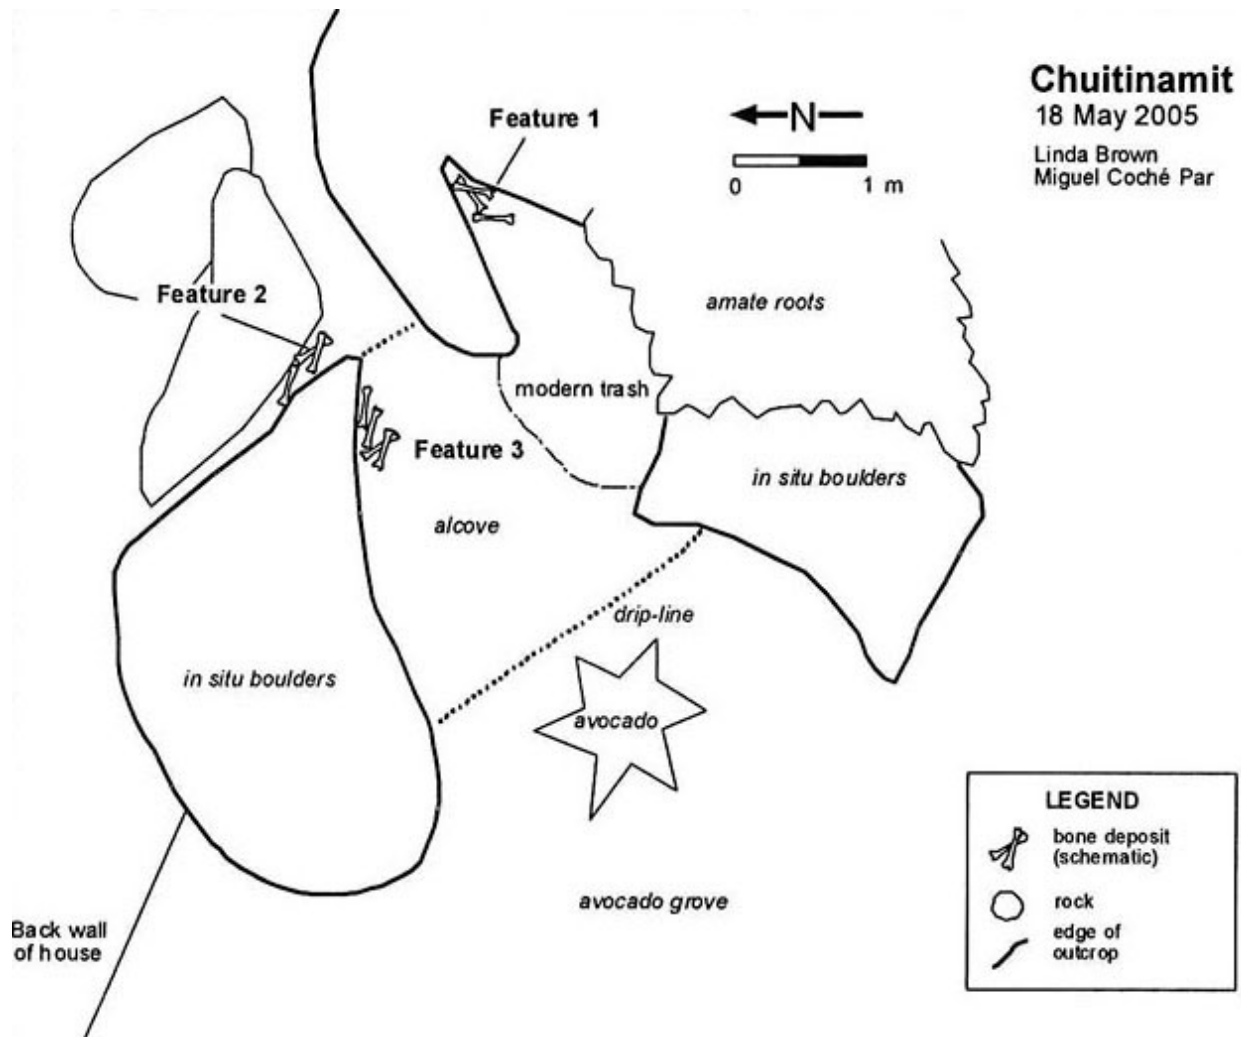 Chuitinamit
18 May 2005
Linda Brown
Miguel Coché Par
Feature 1
N
0 1 m
Feature 2
amate roots
modern trash
Feature 3
in situ boulders
alcove
drip-line
in situ boulders
avocado
avocado grove
Back wall
of house
LEGEND
bone deposit
(schematic)
rock
edge of
outcrop